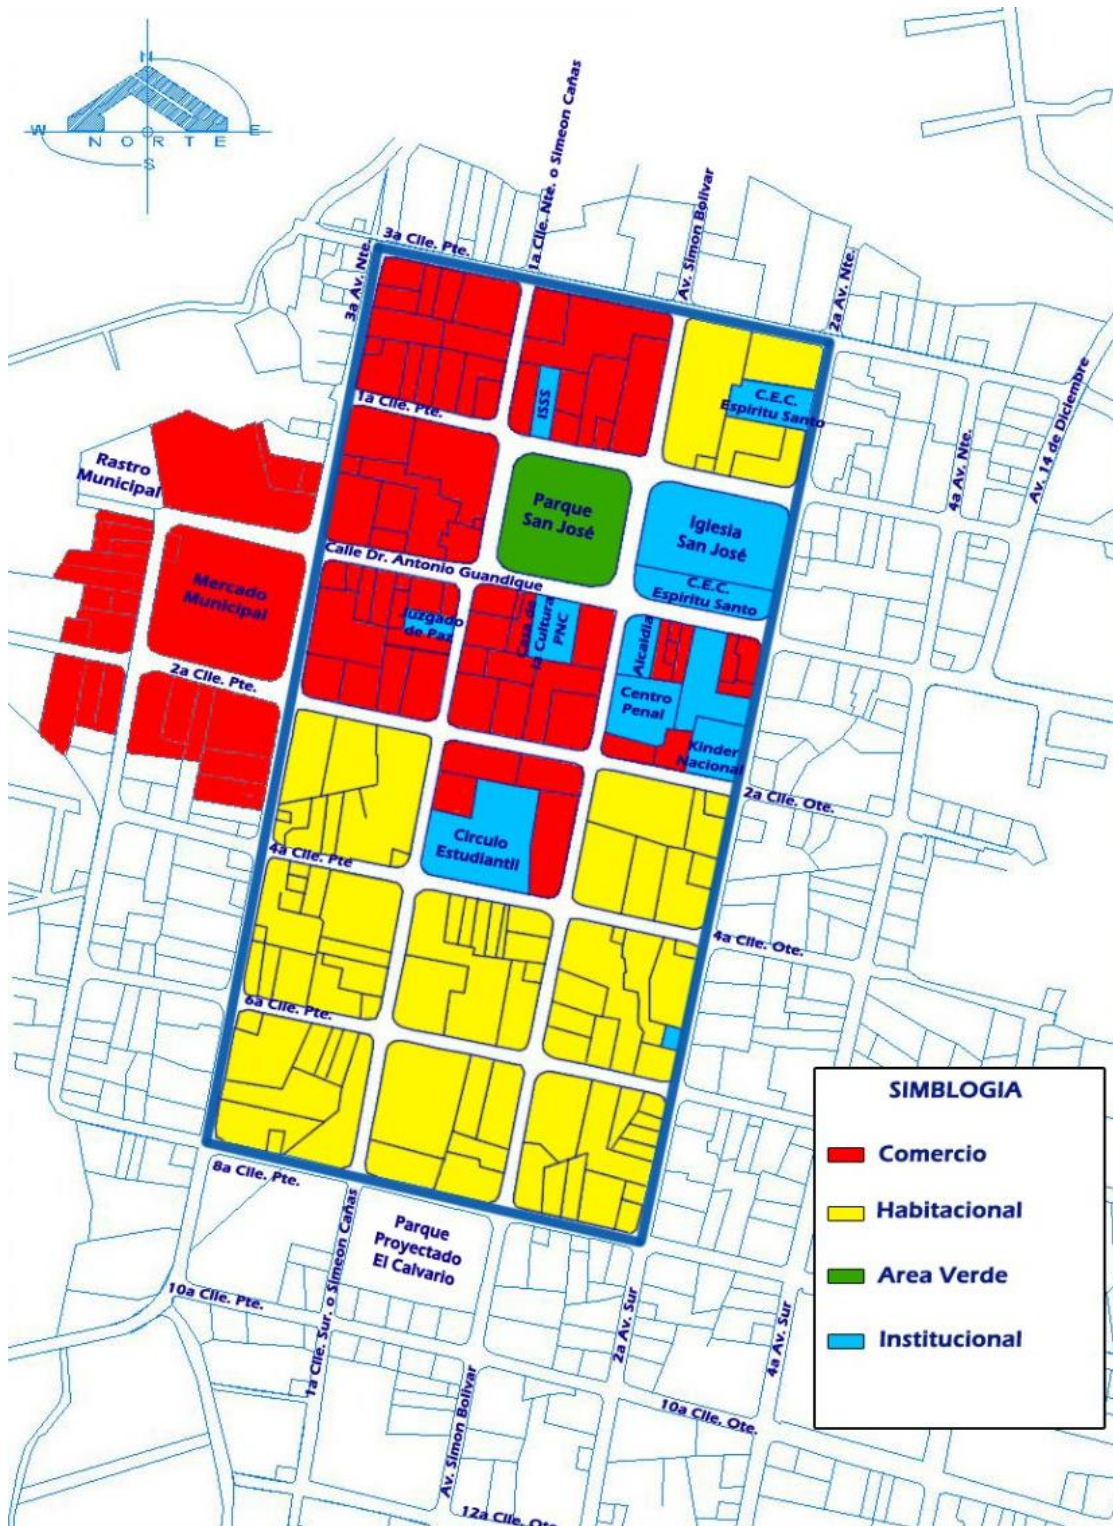 N
W
E
N O R T E
S
1a Clle. Nte. o Simeon Cañas
Av. Simon Bolivar
3a Clle. Pte.
3a Av. Nte.
2a Av. Nte.
Av. 14 de Diciembre
4a Av. Nte.
C.E.C.
Espiritu Santo
ISSS
1a Clle. Pte.
Rastro
Municipal
Parque
San José
Iglesia
San José
Calle Dr. Antonio Guandique
C.E.C.
Espiritu Santo
Mercado
Municipal
Juzgado
de Paz
Casa de
la Cultura
PNC
Alcaldia
2a Clle. Pte.
Centro
Penal
Kinder
Nacional
2a Clle. Ote.
Circulo
Estudiantil
4a Clle. Pte
4a Clle. Ote.
6a Clle. Pte.
SIMBLOGIA
Comercio
Habitacional
Area Verde
Institucional
8a Clle. Pte.
Parque
Proyectado
El Calvario
1a Clle. Sur. o Simeon Cañas
10a Clle. Pte.
2a Av. Sur
4a Av. Sur
Av. Simon Bolivar
10a Clle. Ote.
12a Clle. Ote